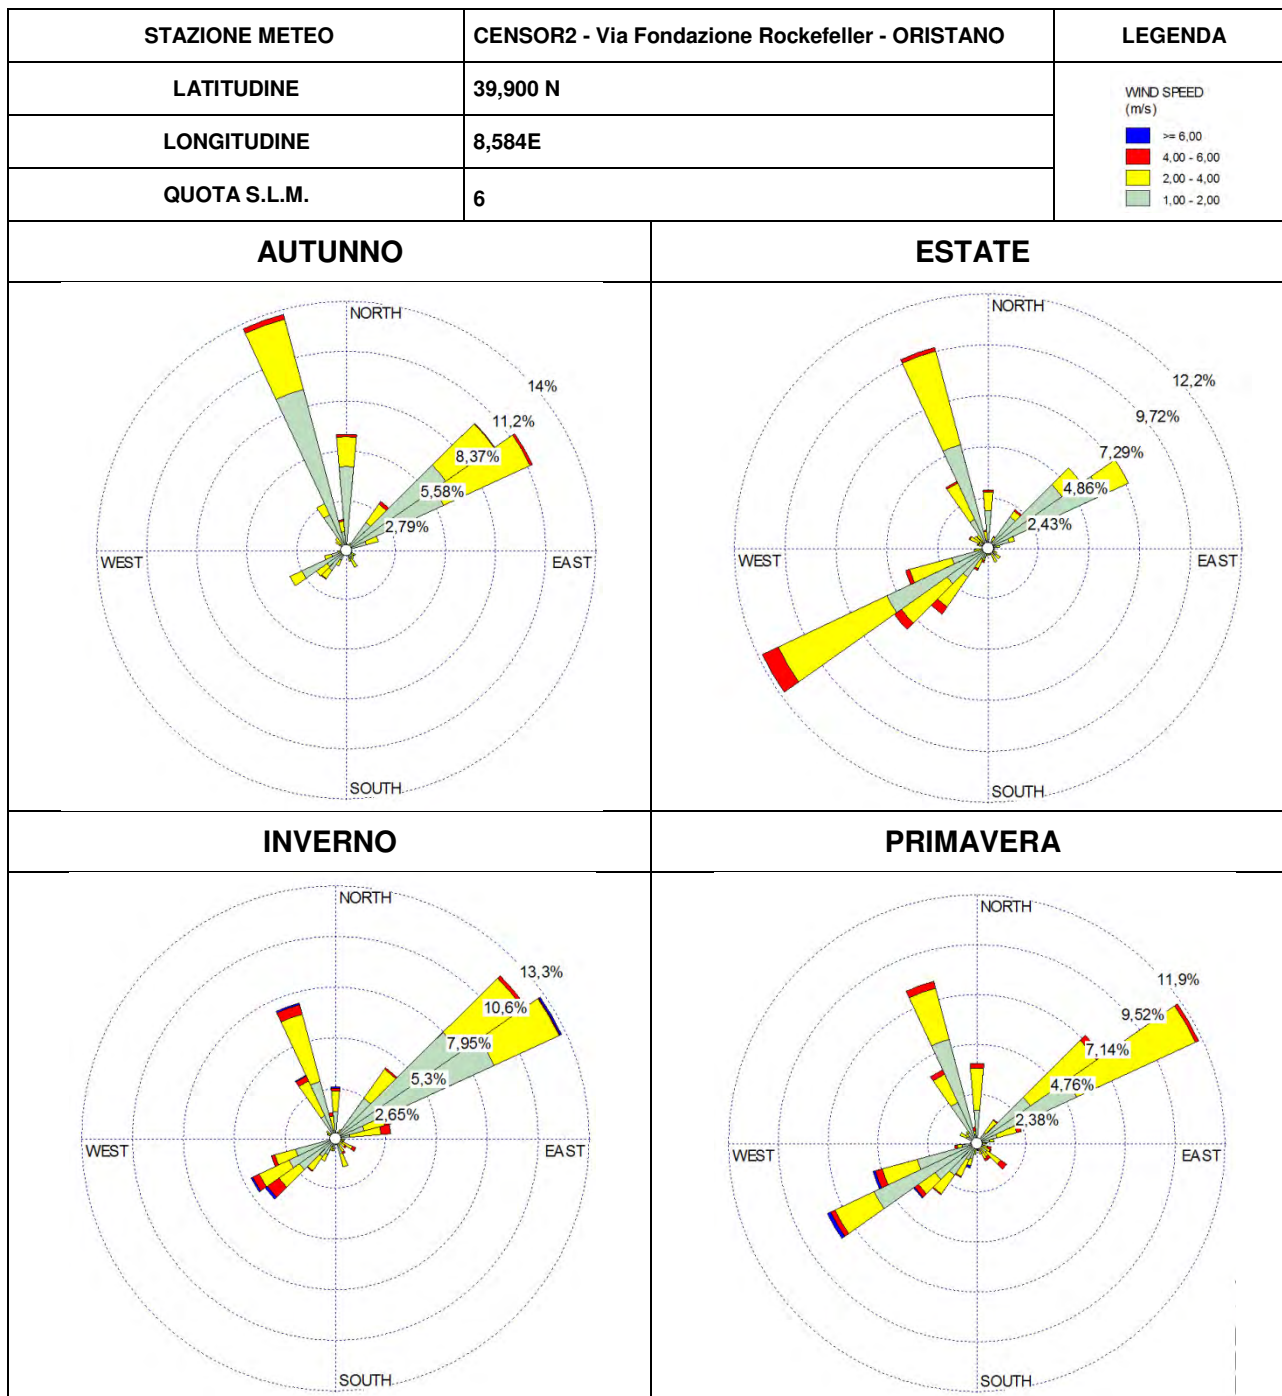 STAZIONE METEO
CENSOR2 - Via Fondazione Rockefeller - ORISTANO
LEGENDA
LATITUDINE
39,900 N
LONGITUDINE
8,584E
QUOTA S.L.M.
6
WIND SPEED
(m/s)
>= 6,00
4,00 - 6,00
2,00 - 4,00
1,00 - 2,00
AUTUNNO
NORTH
14%
11,2%
8,37%
5,58%
2,79%
WEST
EAST
SOUTH
ESTATE
NORTH
12,2%
9,72%
7,29%
4,86%
2,43%
WEST
EAST
SOUTH
INVERNO
NORTH
13,3%
10,6%
7,95%
5,3%
2,65%
WEST
EAST
SOUTH
PRIMAVERA
NORTH
11,9%
9,52%
7,14%
4,76%
2,38%
WEST
EAST
SOUTH